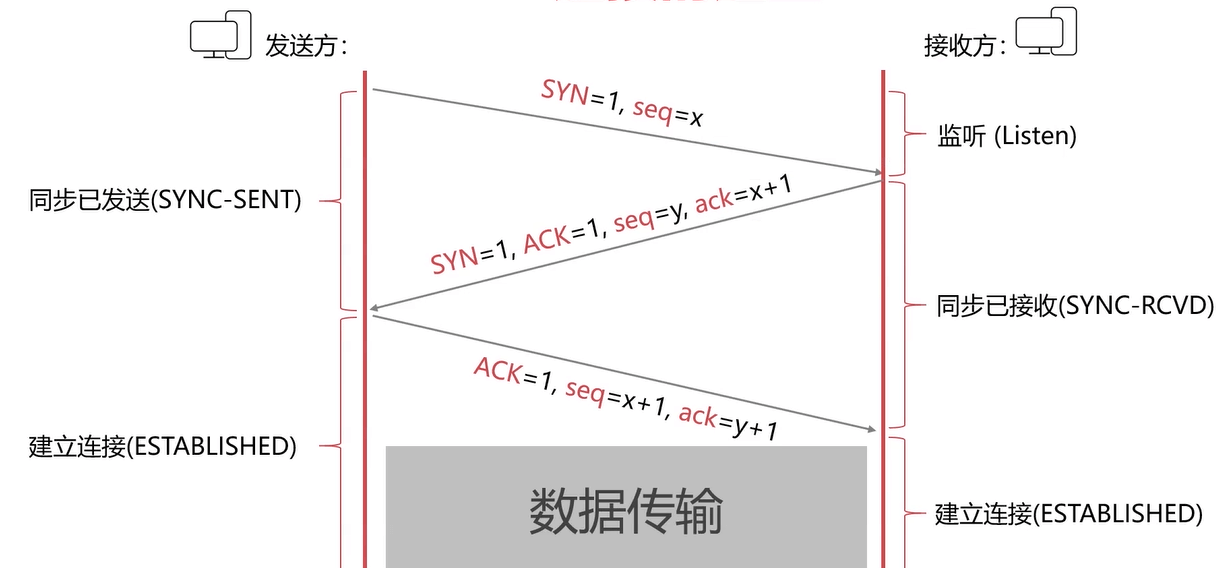 发送方：
接收方：
SYN=1, seq=x
监听 (Listen)
同步已发送(SYNC-SENT)
SYN=1, ACK=1, seq=y, ack=x+1
同步已接收(SYNC-RCVD)
ACK=1, seq=x+1, ack=y+1
建立连接(ESTABLISHED)
数据传输
建立连接(ESTABLISHED)